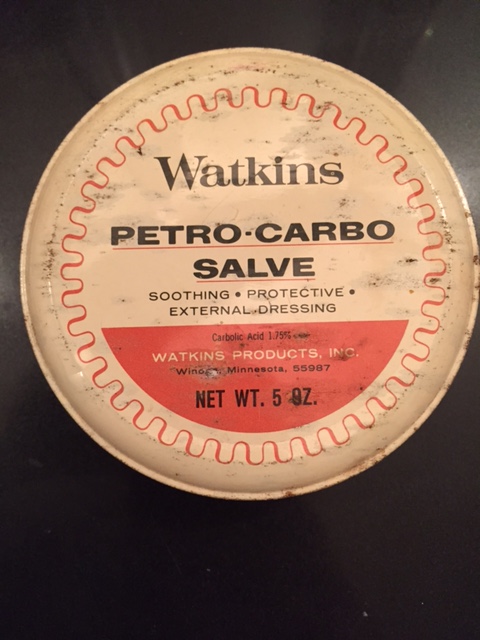 Watkins
PETRO·CARBO
SALVE
SOOTHING • PROTECTIVE •
EXTERNAL DRESSING
Carbolic Acid 1.75%
WATKINS PRODUCTS, INC.
Winona, Minnesota, 55987
NET WT. 5 OZ.